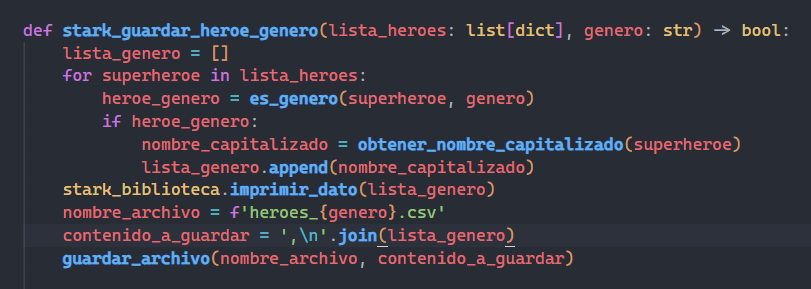 def stark_guardar_heroe_genero(lista_heroes: list[dict], genero: str) -> bool:
    lista_genero = []
    for superheroe in lista_heroes:
        heroe_genero = es_genero(superheroe, genero)
        if heroe_genero:
            nombre_capitalizado = obtener_nombre_capitalizado(superheroe)
            lista_genero.append(nombre_capitalizado)
    stark_biblioteca.imprimir_dato(lista_genero)
    nombre_archivo = f'heroes_{genero}.csv'
    contenido_a_guardar = ',\n'.join(lista_genero)
    guardar_archivo(nombre_archivo, contenido_a_guardar)